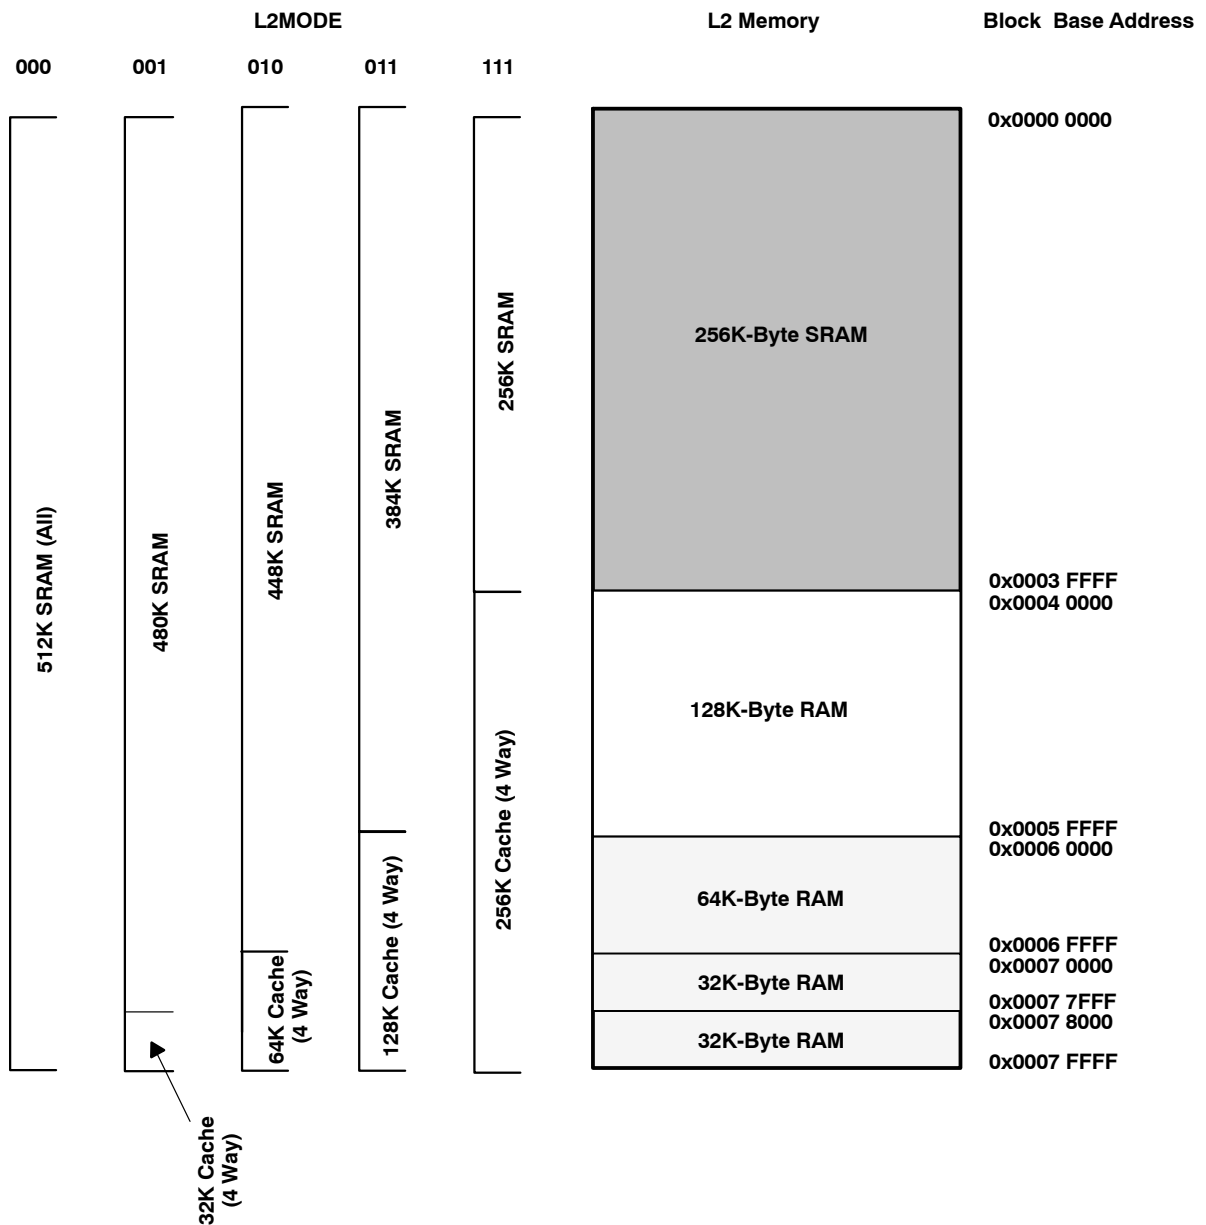 L2MODE
L2 Memory
Block  Base Address
000
001
010
011
111
512K SRAM (All)
480K SRAM
32K Cache
(4 Way)
448K SRAM
64K Cache
(4 Way)
384K SRAM
128K Cache (4 Way)
256K SRAM
256K Cache (4 Way)
256K-Byte SRAM
128K-Byte RAM
64K-Byte RAM
32K-Byte RAM
32K-Byte RAM
0x0000 0000
0x0003 FFFF
0x0004 0000
0x0005 FFFF
0x0006 0000
0x0006 FFFF
0x0007 0000
0x0007 7FFF
0x0007 8000
0x0007 FFFF